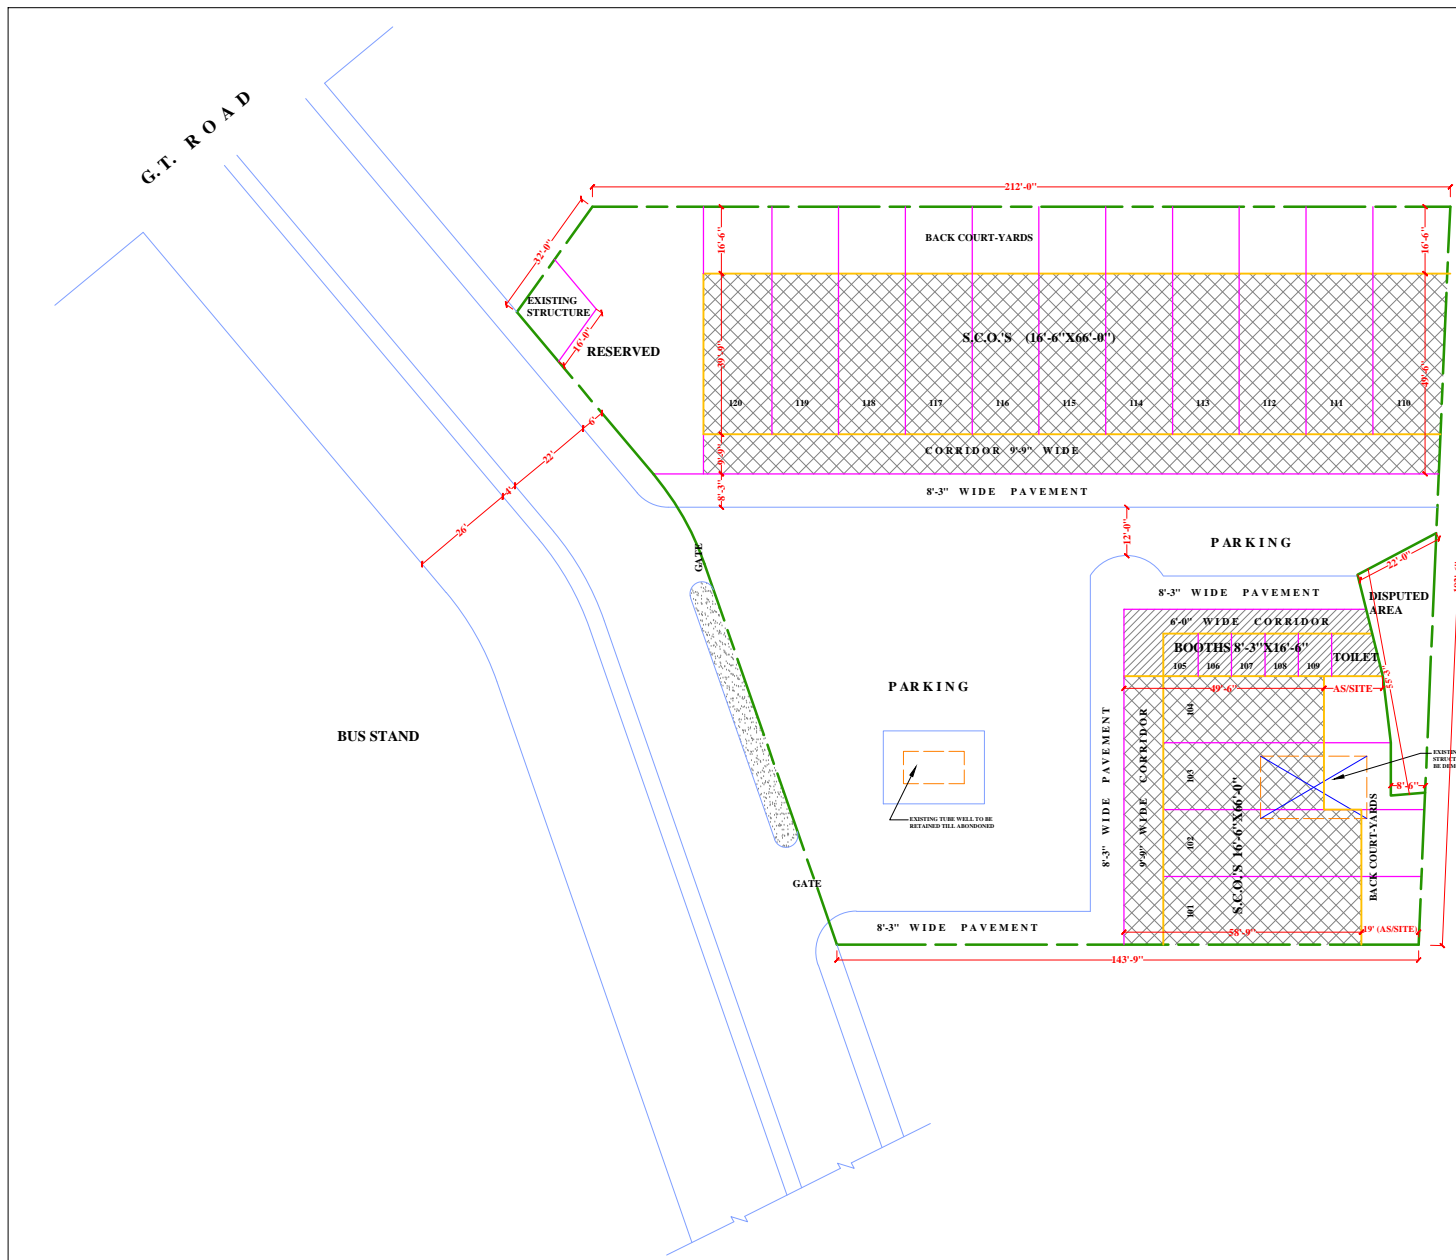 G.T. ROAD
212'-0"
32'-0"
16'-6"
BACK COURT-YARDS
16'-6"
EXISTING
STRUCTURE
16'-0"
RESERVED
S.C.O.'S (16'-6"X66'-0")
39'-9"
49'-6"
120
119
118
117
116
115
114
113
112
111
110
6'
22'
4'
26'
CORRIDOR 9'-9" WIDE
9'-9"
8'-3" WIDE PAVEMENT
8'-3"
12'-0"
PARKING
GATE
22'-0"
8'-3" WIDE PAVEMENT
DISPUTED
AREA
6'-0" WIDE CORRIDOR
BOOTHS 8'-3"X16'-6"
TOILET
105
106
107
108
109
PARKING
49'-6"
AS/SITE
104
BUS STAND
8'-3" WIDE PAVEMENT
9'-9" WIDE CORRIDOR
103
8'-6"
EXISTING TUBE WELL TO BE
RETAINED TILL ABONDONED
102
S.C.O.'S 16'-6"X66'-0"
BACK COURT-YARDS
GATE
101
8'-3" WIDE PAVEMENT
58'-9"
19' (AS/SITE)
143'-9"